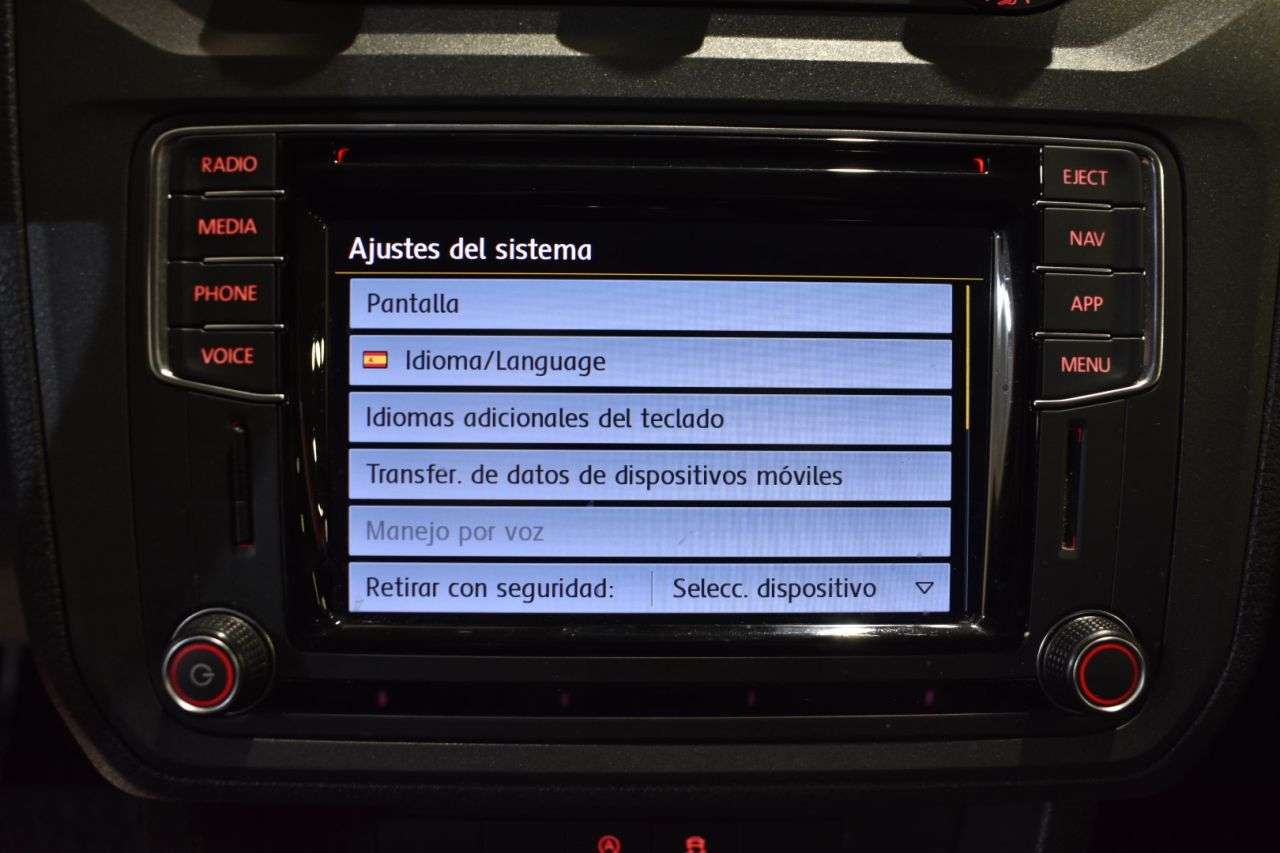 RADIO
MEDIA
PHONE
VOICE
Ajustes del sistema
Pantalla
Idioma/Language
Idiomas adicionales del teclado
Transfer. de datos de dispositivos móviles
Manejo por voz
Retirar con seguridad: Selecc. dispositivo
EJECT
NAV
APP
MENU
A